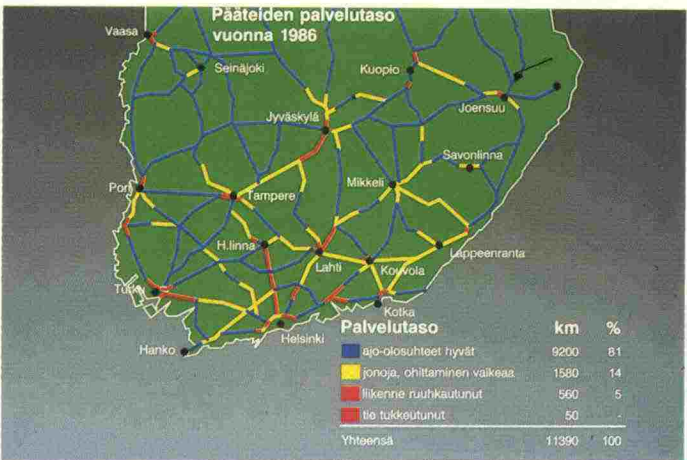 Pääteiden palvelutaso
vuonna 1986
Vaasa
Seinäjoki
Kuopio
Joensuu
Jyväskylä
Savonlinna
Mikkeli
Pori
Tampere
H.linna
Lahti
Kouvola
Lappeenranta
Turku
Kotka
Helsinki
Hanko
Palvelutaso km %
ajo-olosuhteet hyvät 9200 81
jonoja, ohittaminen vaikeaa 1580 14
liikenne ruuhkautunut 560 5
tie tukkeutunut 50 -
Yhteensä 11390 100